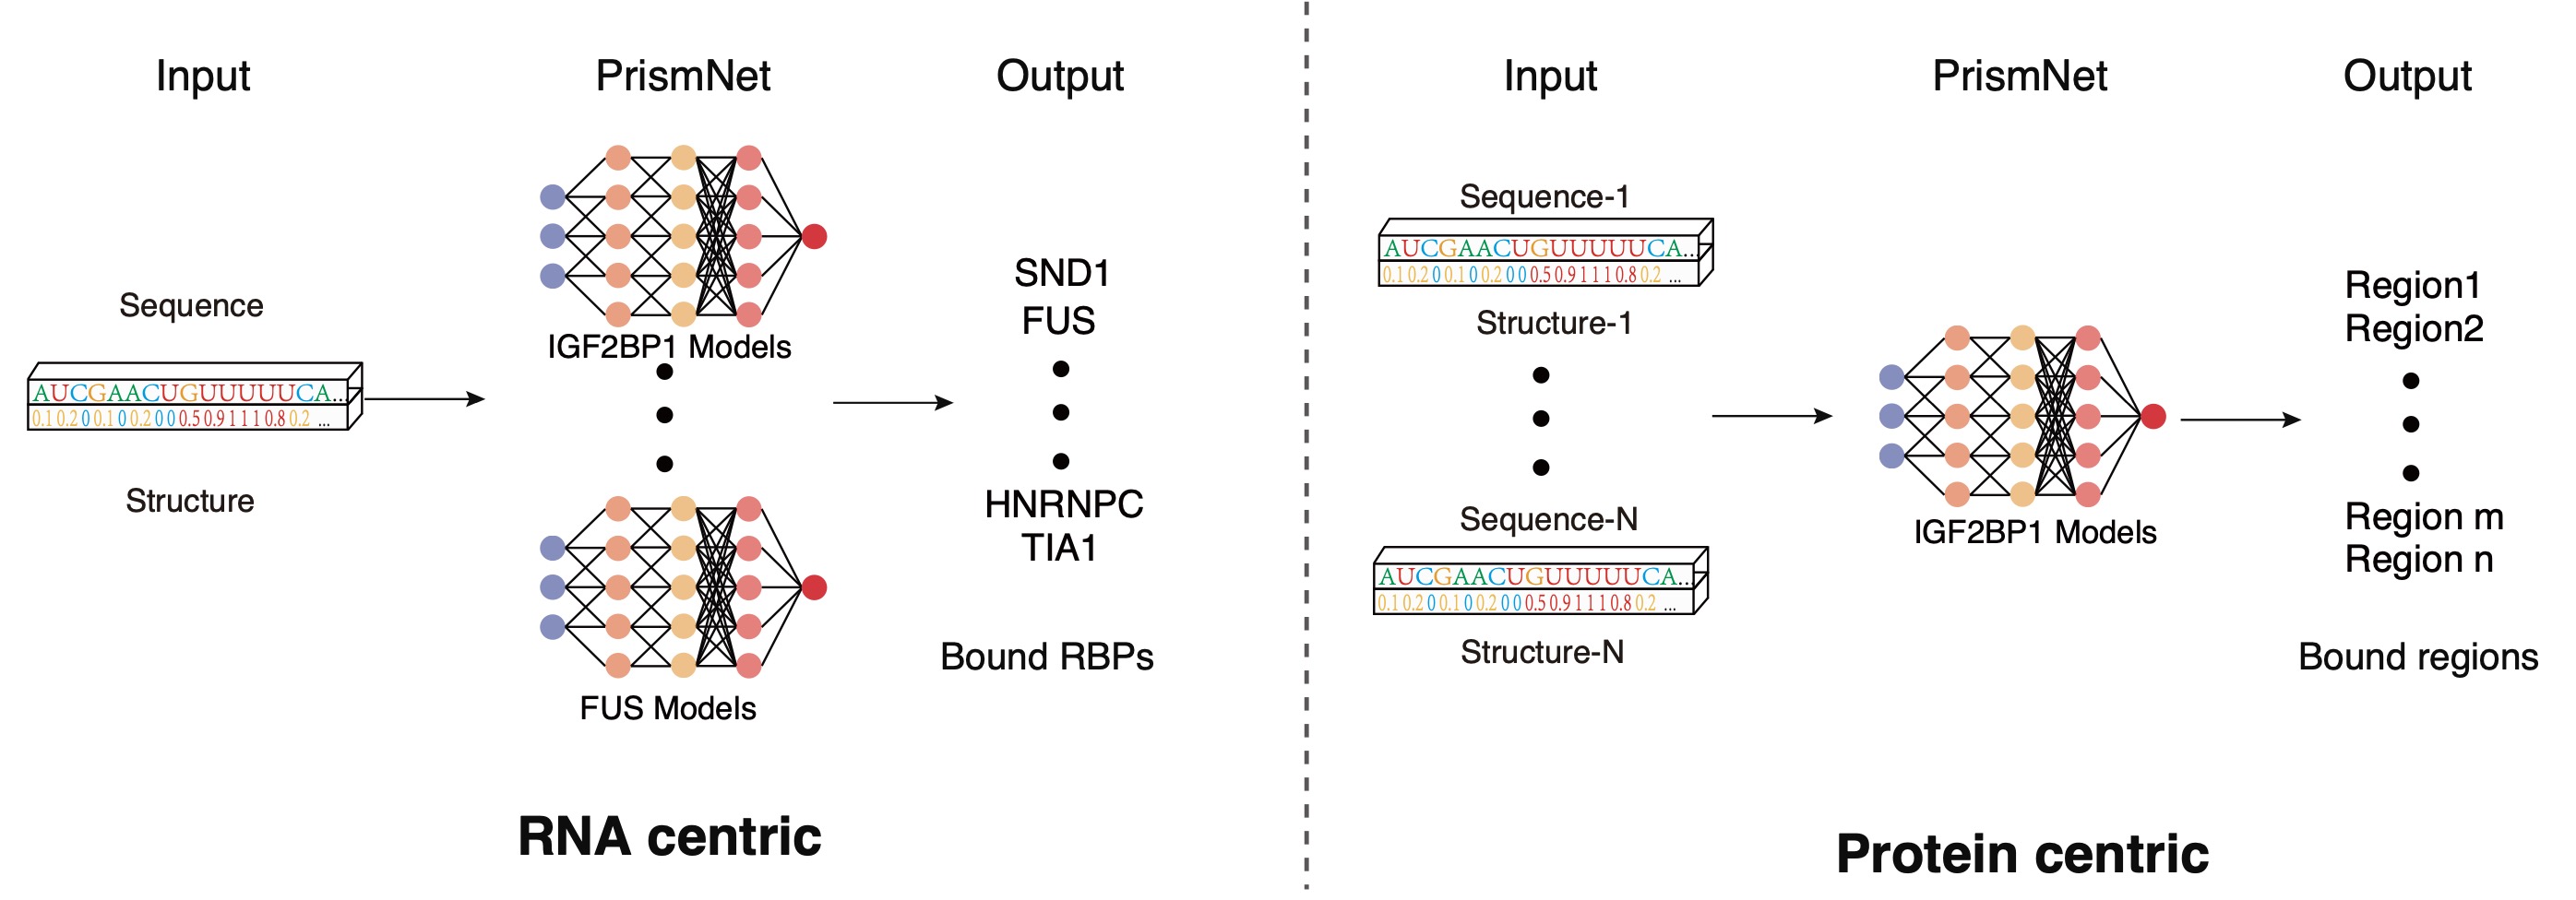 Input
PrismNet
Output
Sequence
AUCGAACUGUUUUUCA...
0.1 0.2 0 0.1 0 0.2 0 0 0.5 0.9 1 1 1 0.8 0.2 ...
Structure
IGF2BP1 Models
FUS Models
SND1
FUS
HNRNPC
TIA1
Bound RBPs
RNA centric
Input
PrismNet
Output
Sequence-1
AUCGAACUGUUUUUCA...
0.1 0.2 0 0.1 0 0.2 0 0 0.5 0.9 1 1 1 0.8 0.2 ...
Structure-1
Sequence-N
AUCGAACUGUUUUUCA...
0.1 0.2 0 0.1 0 0.2 0 0 0.5 0.9 1 1 1 0.8 0.2 ...
Structure-N
IGF2BP1 Models
Region1
Region2
Region m
Region n
Bound regions
Protein centric